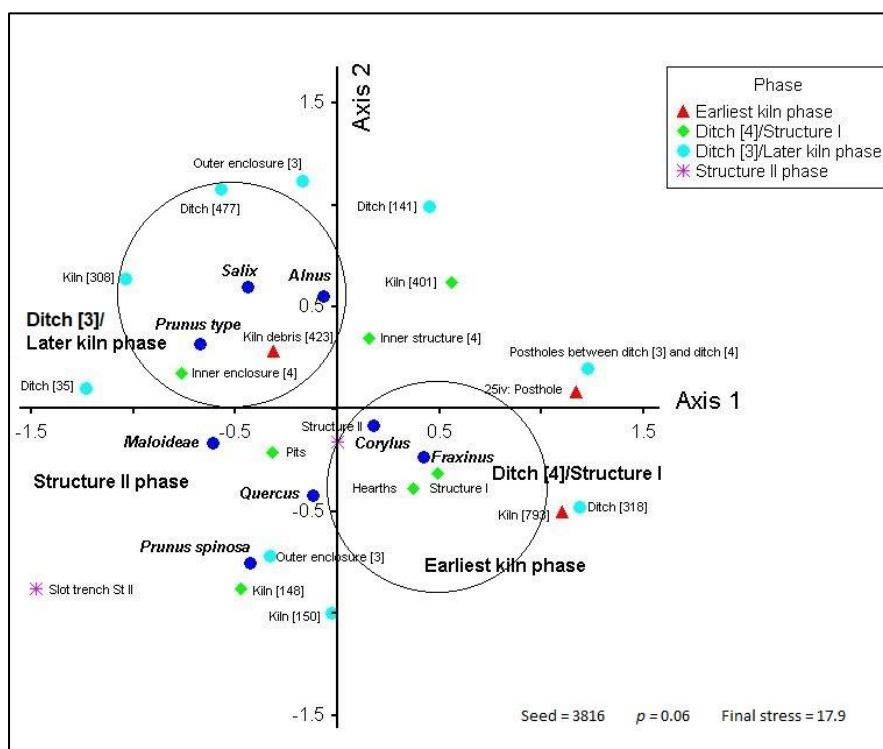 Axis 2
1.5
Phase
Earliest kiln phase
Ditch [4]/Structure I
Ditch [3]/Later kiln phase
Structure II phase
Outer enclosure [3]
Ditch [477]
Ditch [141]
Kiln [308]
Salix
Alnus
Kiln [401]
0.5
Ditch [3]/
Later kiln phase
Prunus type
Kiln debris [423]
Inner structure [4]
Inner enclosure [4]
Postholes between ditch [3] and ditch [4]
Ditch [35]
25iv: Posthole
Axis 1
-1.5
-0.5
0.5
1.5
Structure II
Maloideae
Pits
Corylus
Fraxinus
Structure II phase
Ditch [4]/Structure I
Quercus
Hearths
Structure I
-0.5
Kiln [793]
Ditch [318]
Prunus spinosa
Outer enclosure [3]
Earliest kiln phase
Slot trench St II
Kiln [148]
Kiln [150]
-1.5
Seed = 3816 p = 0.06 Final stress = 17.9